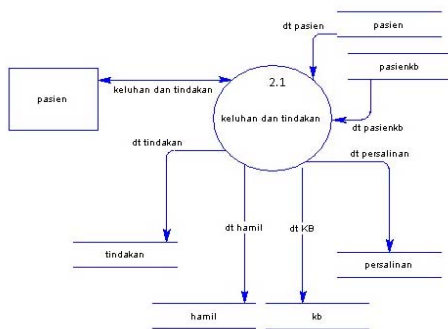 pasien
dt pasien
pasienkb
2.1
pasien
keluhan dan tindakan
keluhan dan tindakan
dt pasienkb
dt tindakan
dt persalinan
dt hamil
dt KB
tindakan
persalinan
hamil
kb